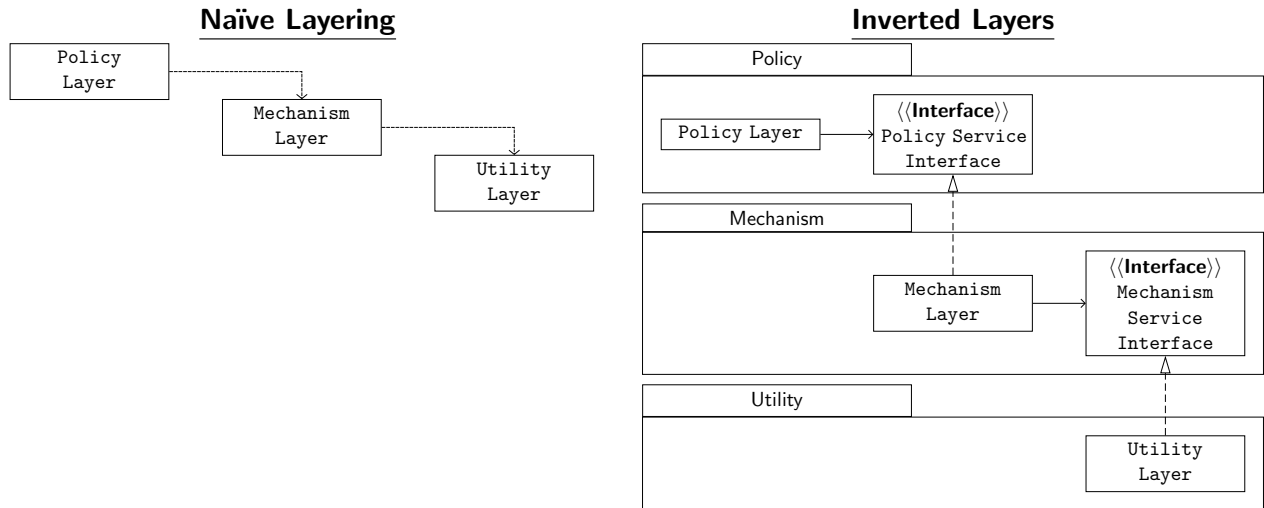 Naïve Layering
Policy
Layer
Mechanism
Layer
Utility
Layer
Inverted Layers
Policy
Policy Layer
⟨⟨Interface⟩⟩
Policy Service
Interface
Mechanism
Mechanism
Layer
⟨⟨Interface⟩⟩
Mechanism
Service
Interface
Utility
Utility
Layer